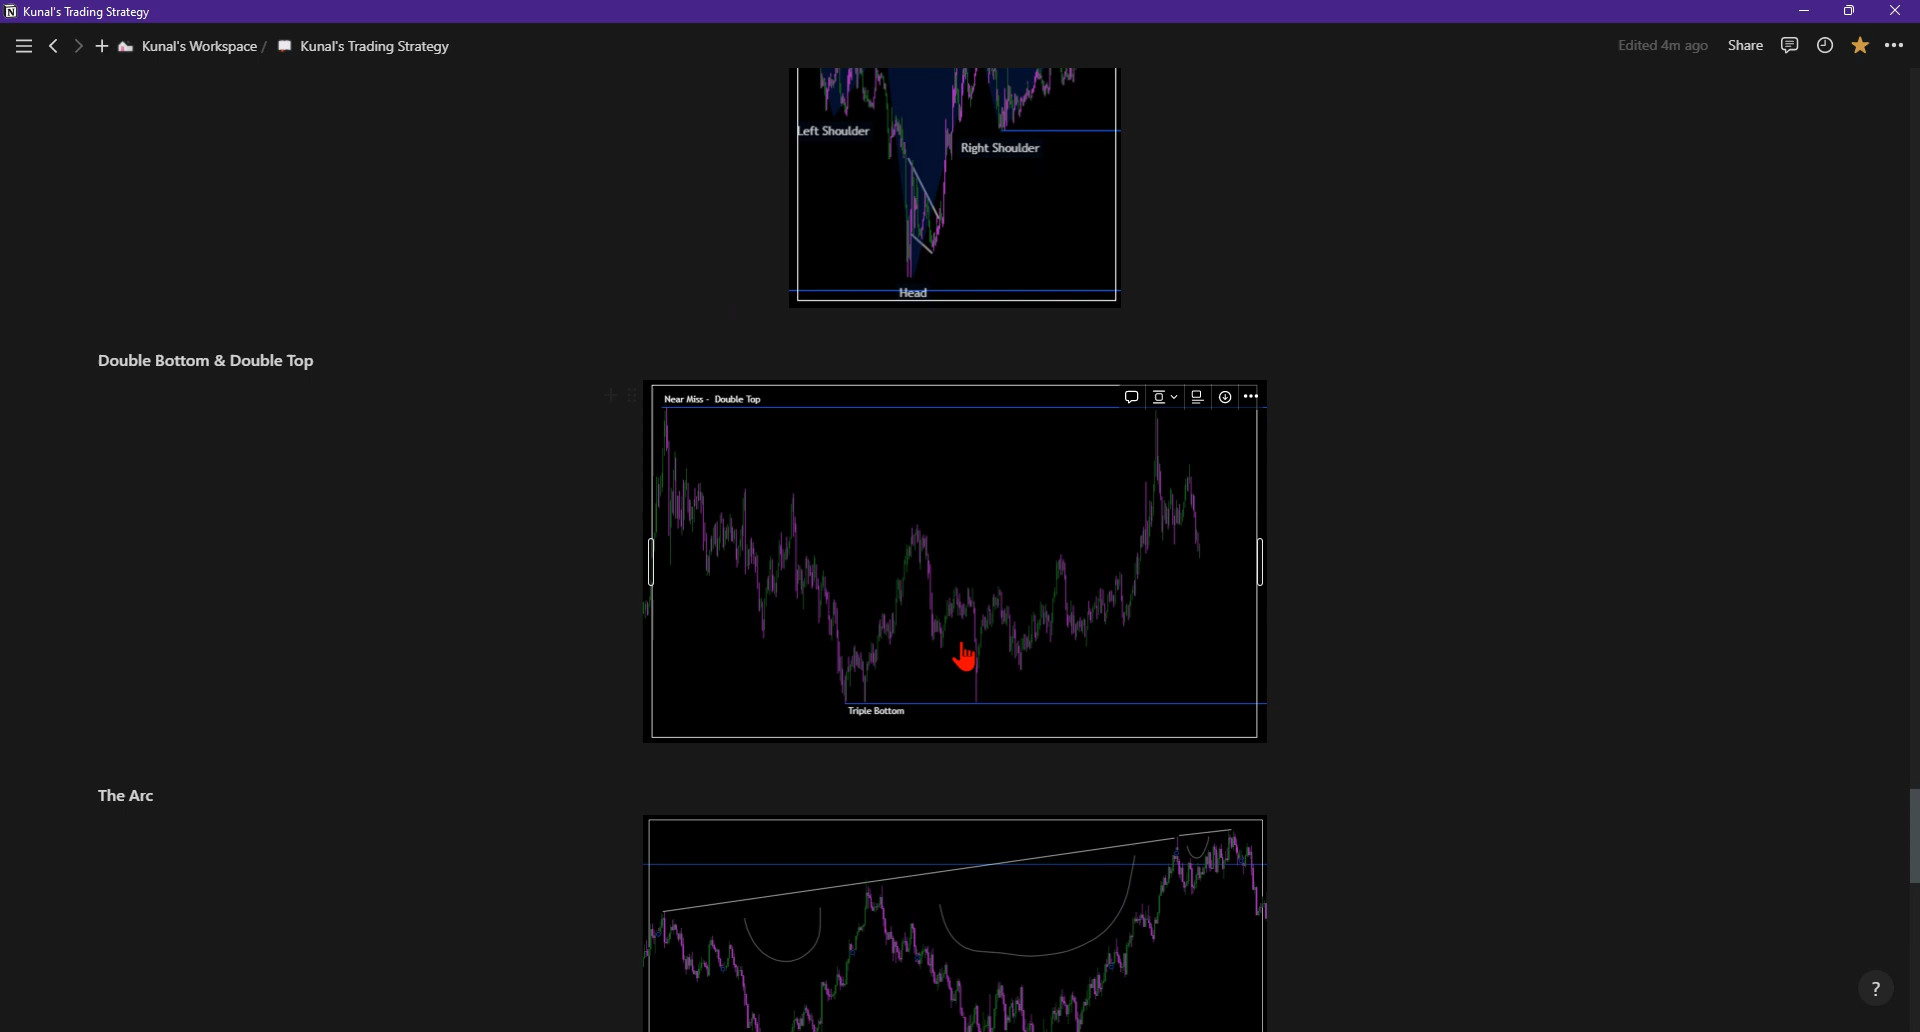 Kunal's Trading Strategy
Kunal's Workspace / Kunal's Trading Strategy
Edited 4m ago Share
Left Shoulder
Right Shoulder
Head
Double Bottom & Double Top
Near Miss - Double Top
Triple Bottom
The Arc
?